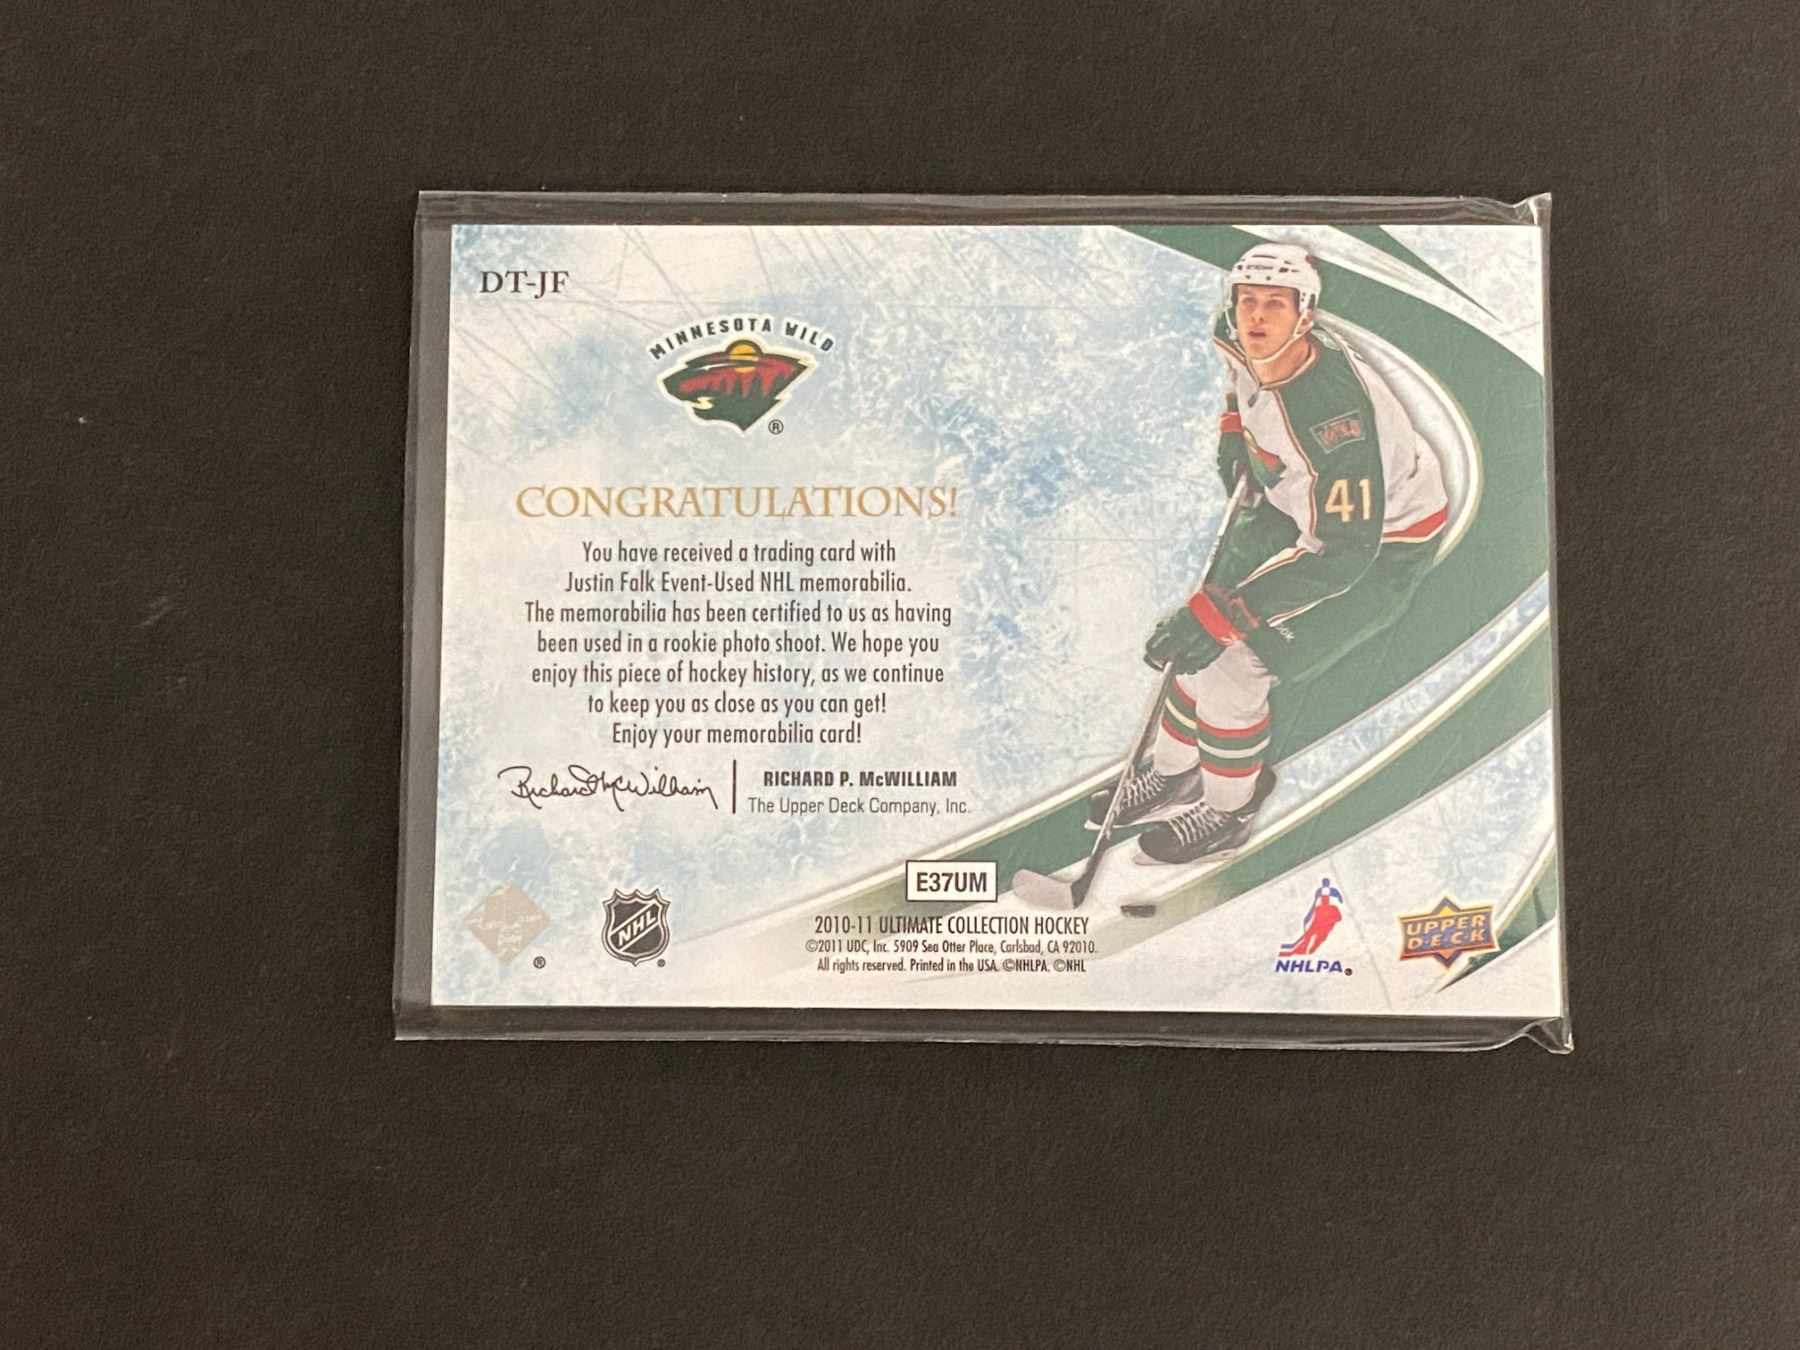 DT-JF
MINNESOTA WILD
®
CONGRATULATIONS!
You have received a trading card with
Justin Falk Event-Used NHL memorabilia.
The memorabilia has been certified to us as having
been used in a rookie photo shoot. We hope you
enjoy this piece of hockey history, as we continue
to keep you as close as you can get!
Enjoy your memorabilia card!
Richard McWilliam
RICHARD P. McWILLIAM
The Upper Deck Company, Inc.
WILD
41
E37UM
2010-11 ULTIMATE COLLECTION HOCKEY
©2011 UDC, Inc. 5909 Sea Otter Place, Carlsbad, CA 92010.
All rights reserved. Printed in the USA. ©NHLPA. ©NHL
®
NHL
®
NHLPA®
UPPER
DECK